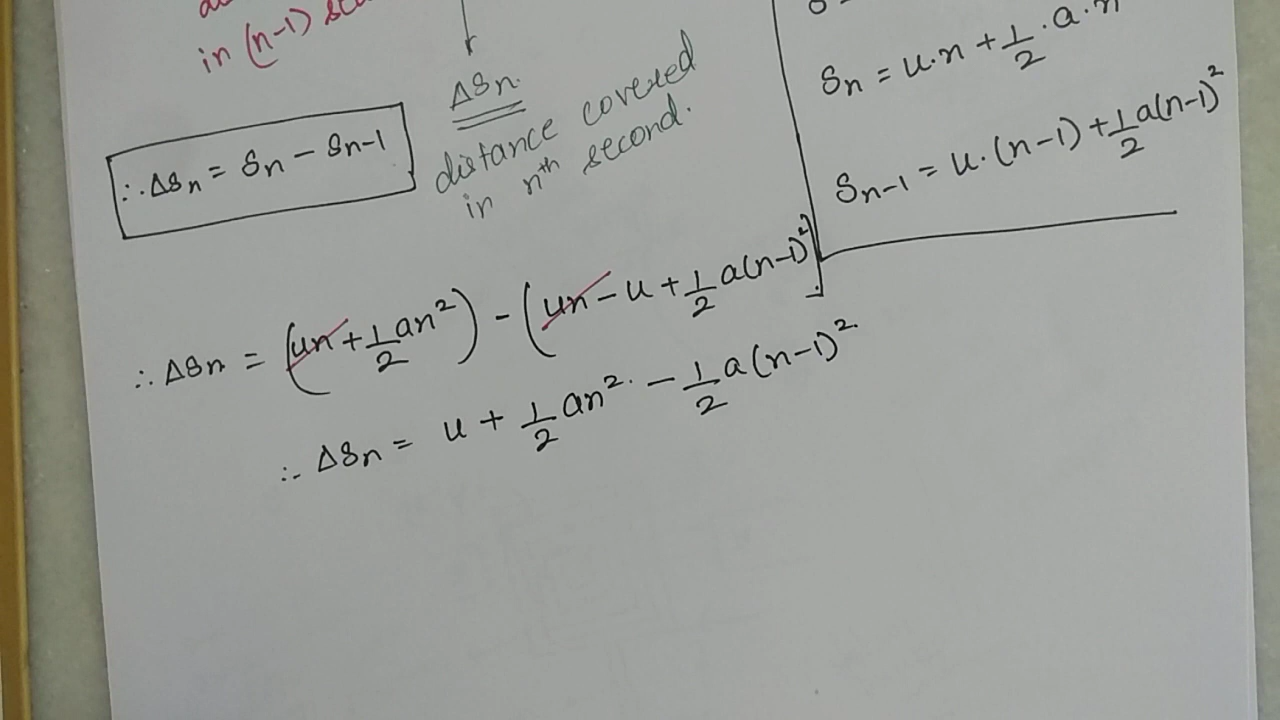 in (n-1)
ΔSn.
distance covered
in nth second.
∴ΔSn = Sn - Sn-1
Sn = u.n + 1/2 . a . n
Sn-1 = u. (n-1) + 1/2 a(n-1)²
∴ ΔSn = (un + 1/2 an²) - (un - u + 1/2 a(n-1)²)
∴ ΔSn = u + 1/2 an² - 1/2 a(n-1)²